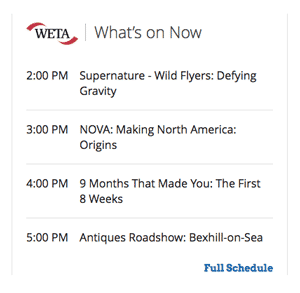 WETA What's on Now
2:00 PM Supernature - Wild Flyers: Defying
Gravity
3:00 PM NOVA: Making North America:
Origins
4:00 PM 9 Months That Made You: The First
8 Weeks
5:00 PM Antiques Roadshow: Bexhill-on-Sea
Full Schedule